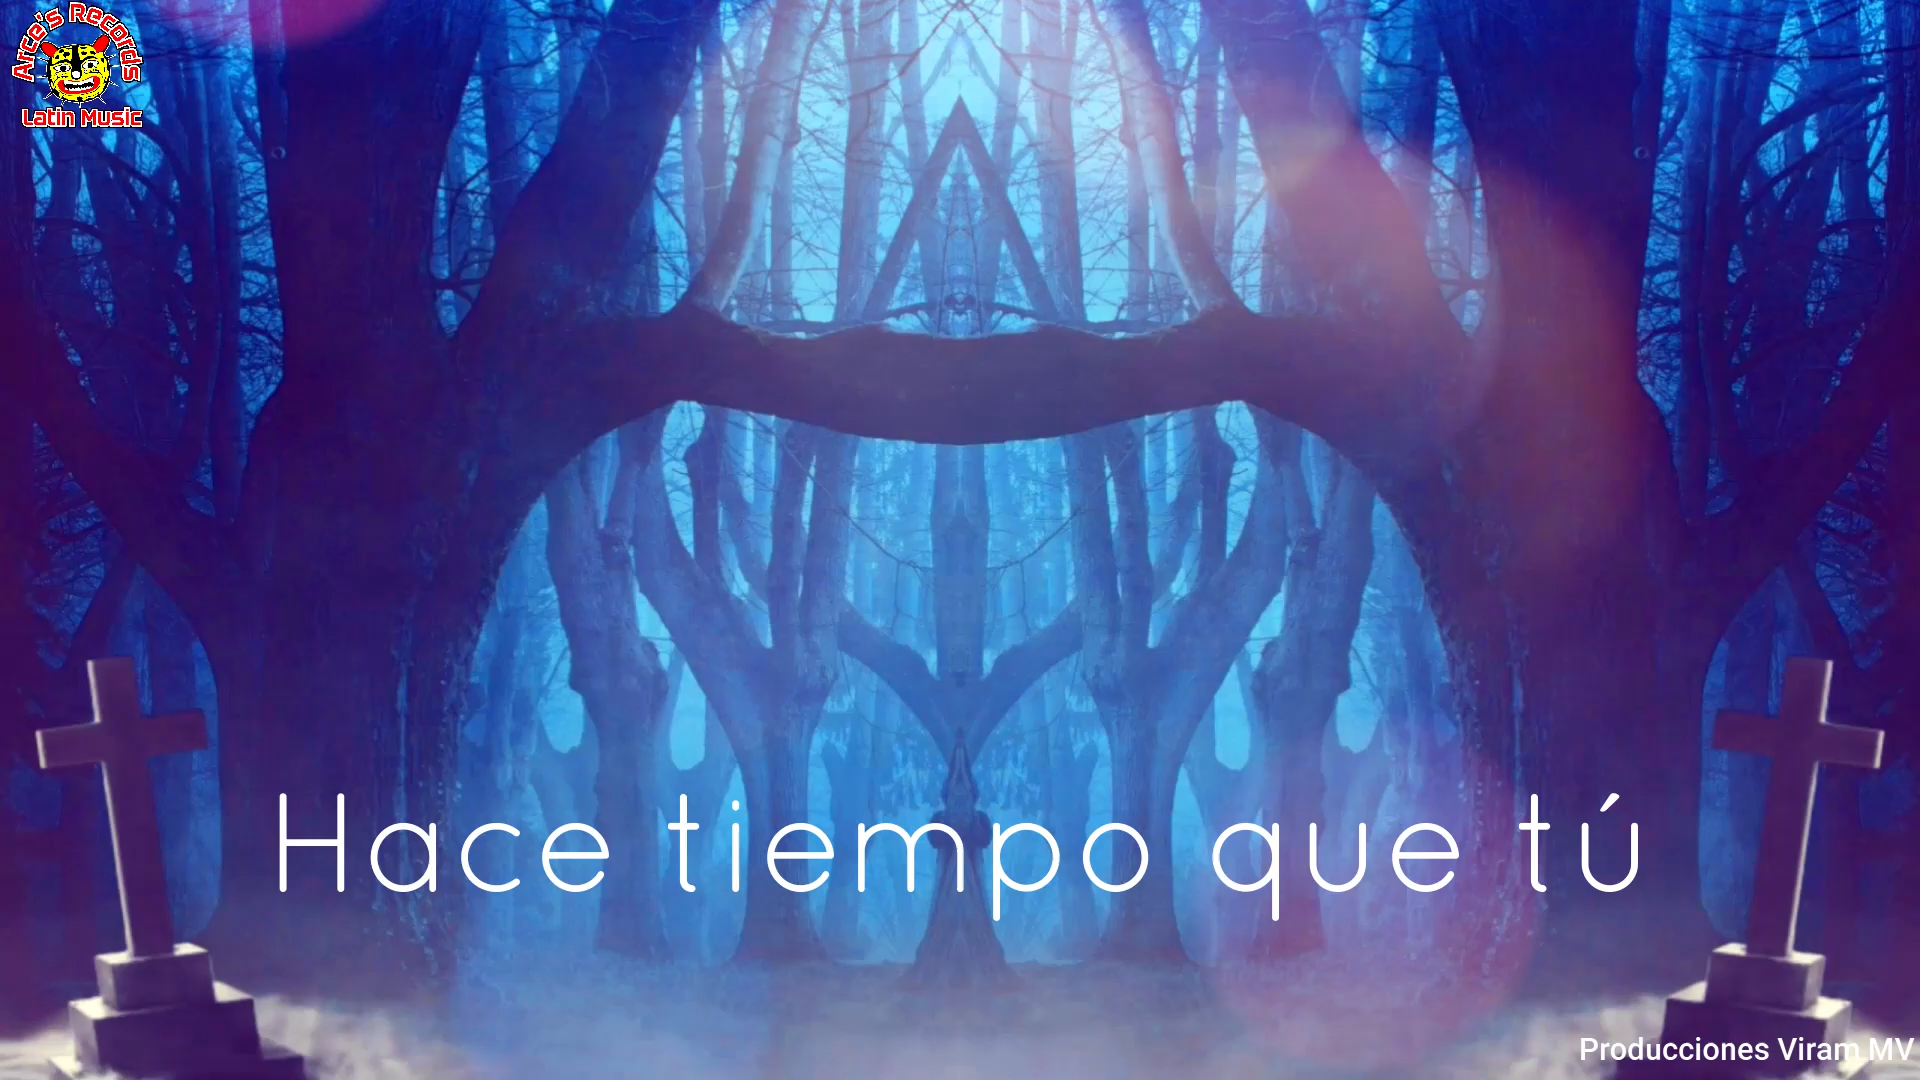 Arce's Records
Latin Music
Hace tiempo que tú
Producciones Viram MV